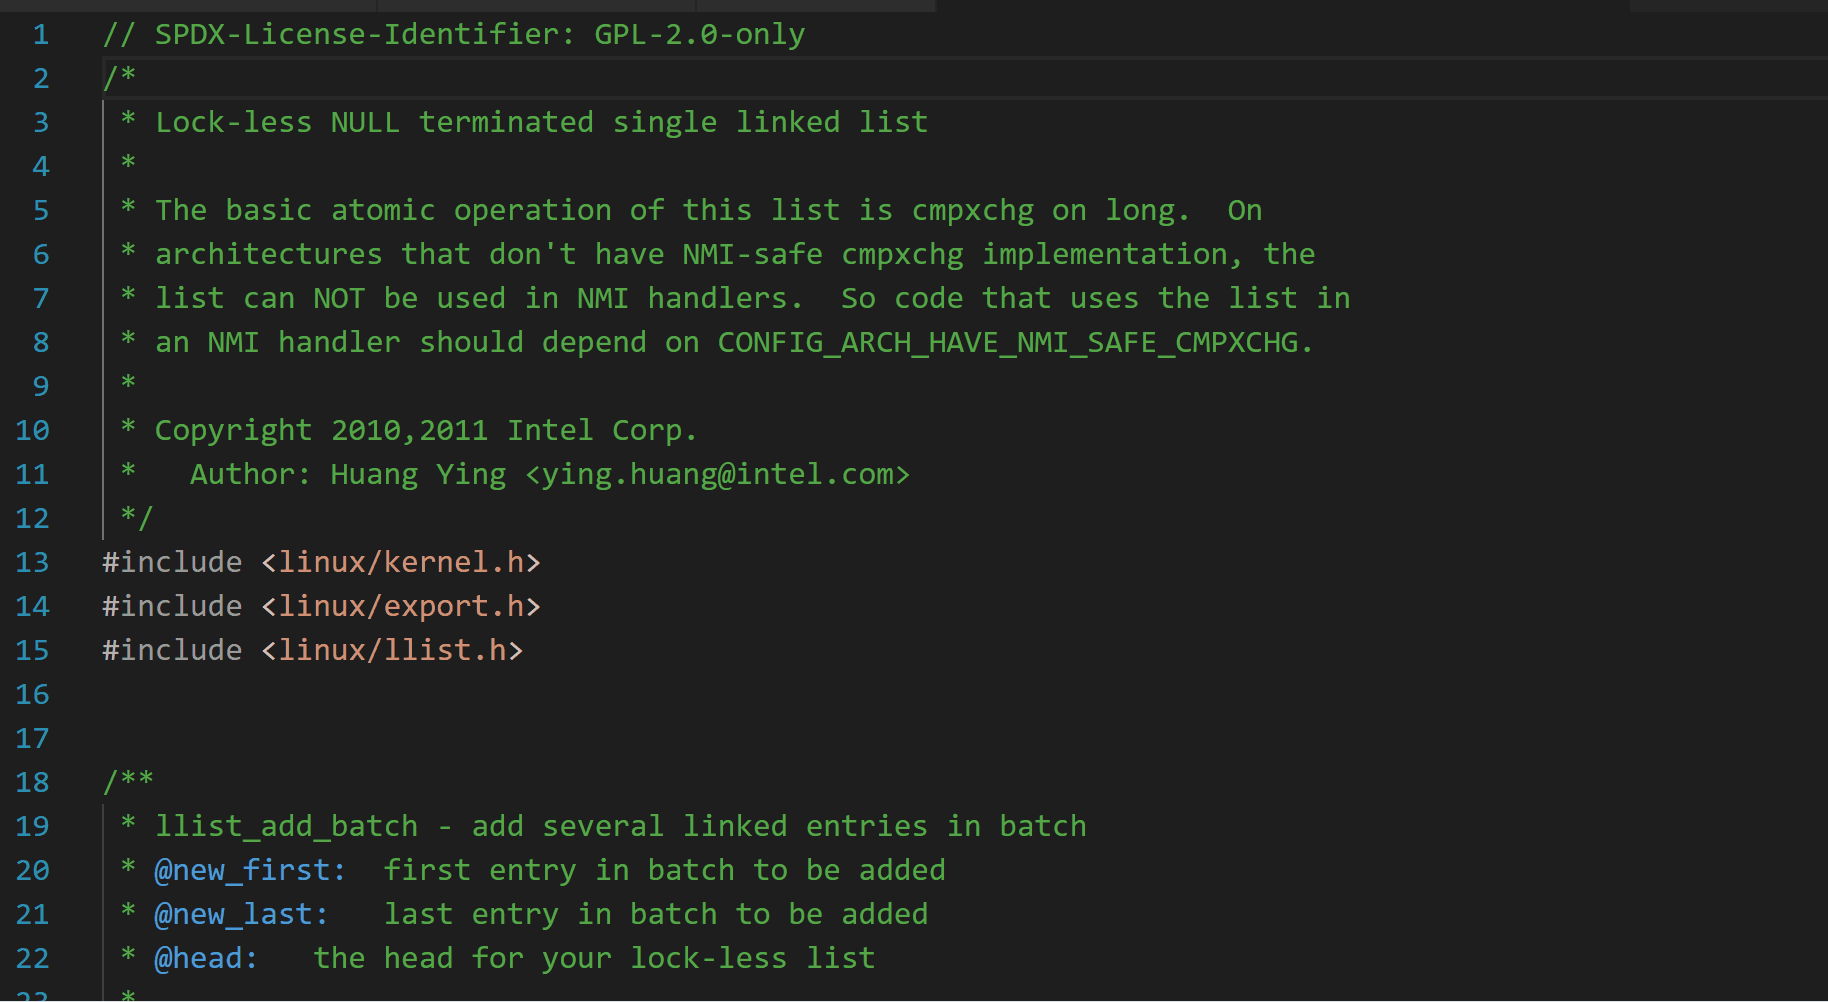 1 // SPDX-License-Identifier: GPL-2.0-only
2 /*
3  * Lock-less NULL terminated single linked list
4  *
5  * The basic atomic operation of this list is cmpxchg on long.  On
6  * architectures that don't have NMI-safe cmpxchg implementation, the
7  * list can NOT be used in NMI handlers.  So code that uses the list in
8  * an NMI handler should depend on CONFIG_ARCH_HAVE_NMI_SAFE_CMPXCHG.
9  *
10  * Copyright 2010,2011 Intel Corp.
11  *   Author: Huang Ying <ying.huang@intel.com>
12  */
13 #include <linux/kernel.h>
14 #include <linux/export.h>
15 #include <linux/llist.h>
16
17
18 /**
19  * llist_add_batch - add several linked entries in batch
20  * @new_first:  first entry in batch to be added
21  * @new_last:   last entry in batch to be added
22  * @head:   the head for your lock-less list
23  *